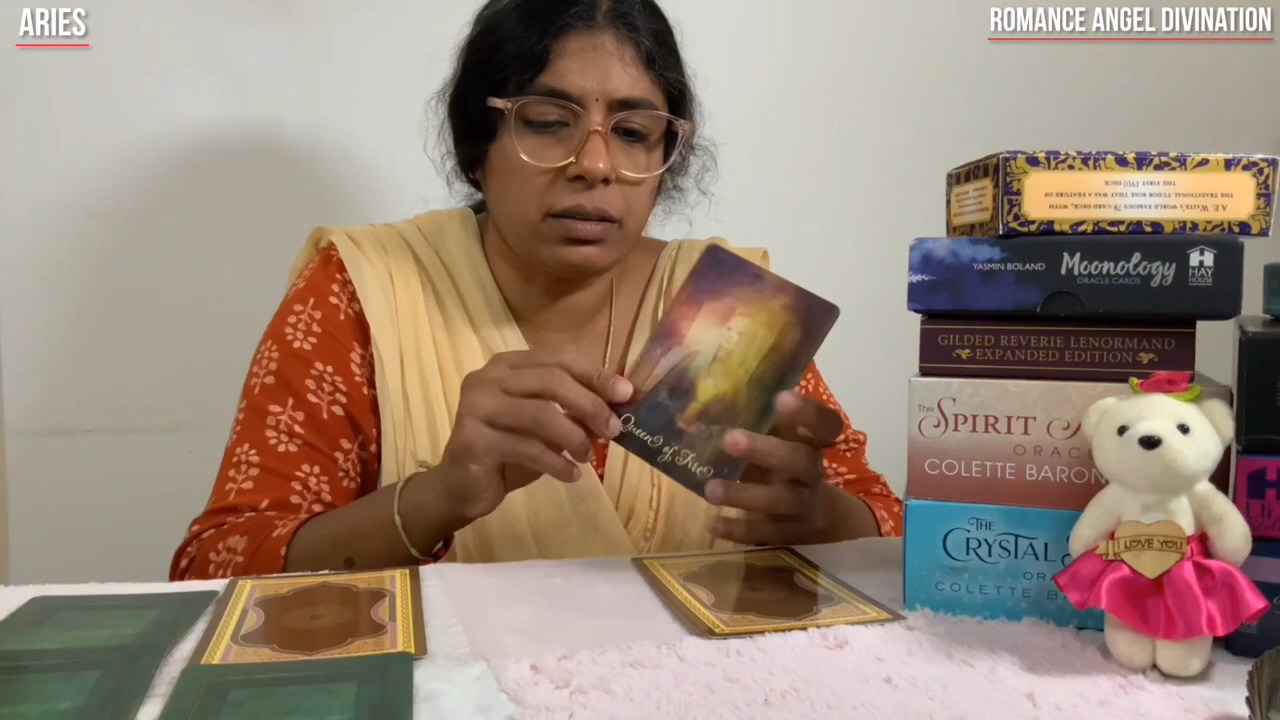 ARIES
ROMANCE ANGEL DIVINATION
A.E. WAITE'S WORLD FAMOUS 78-CARD DECK, WITH
THE TRADITIONAL TUDOR ROSE THAT WAS A FEATURE OF
THE FIRST 1910 DECK.
YASMIN BOLAND
Moonology
ORACLE CARDS
HAY
HOUSE
GILDED REVERIE LENORMAND
EXPANDED EDITION
The
SPIRIT
ORACLE
COLETTE BARON
THE
CRYSTAL
COLETTE
I LOVE YOU
Queen of Fire